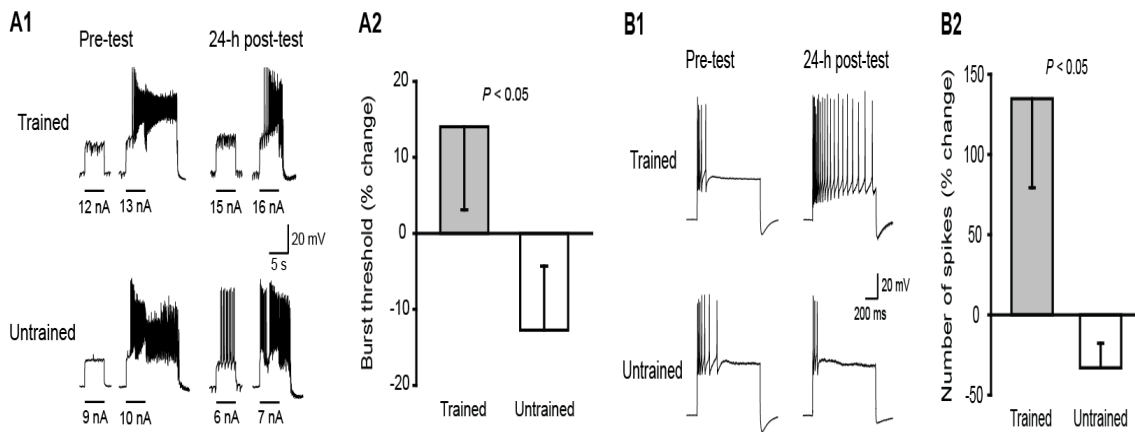 A1
Pre-test 24-h post-test
Trained
12 nA 13 nA 15 nA 16 nA
20 mV
5 s
Untrained
9 nA 10 nA 6 nA 7 nA
A2
Burst threshold (% change)
20
10
0
-10
-20
P < 0.05
Trained Untrained
B1
Pre-test 24-h post-test
Trained
20 mV
200 ms
Untrained
B2
Number of spikes (% change)
150
100
50
0
-50
P < 0.05
Trained Untrained